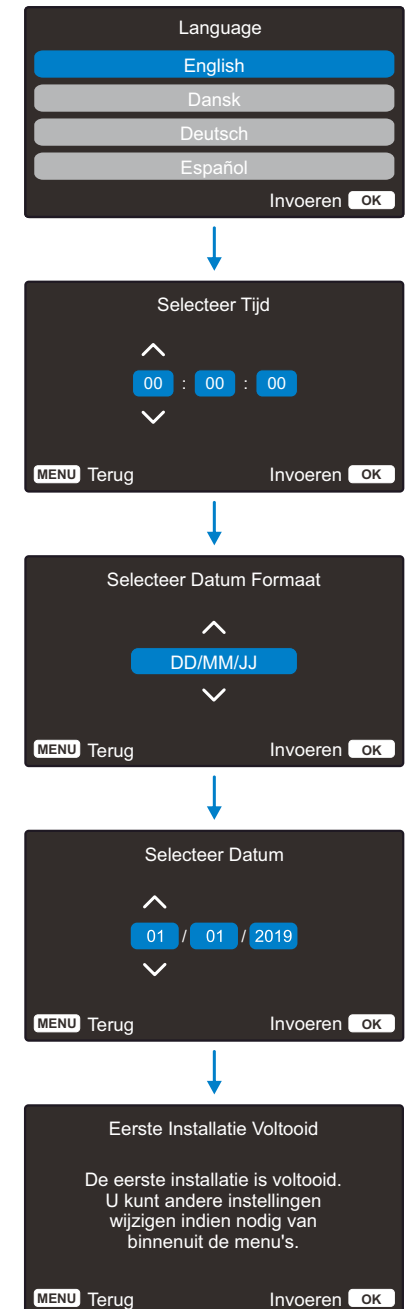 Language
English
Dansk
Deutsch
Español
Invoeren OK
Selecteer Tijd
00 : 00 : 00
MENU Terug Invoeren OK
Selecteer Datum Formaat
DD/MM/JJ
MENU Terug Invoeren OK
Selecteer Datum
01 / 01 / 2019
MENU Terug Invoeren OK
Eerste Installatie Voltooid
De eerste installatie is voltooid.
U kunt andere instellingen
wijzigen indien nodig van
binnenuit de menu's.
MENU Terug Invoeren OK